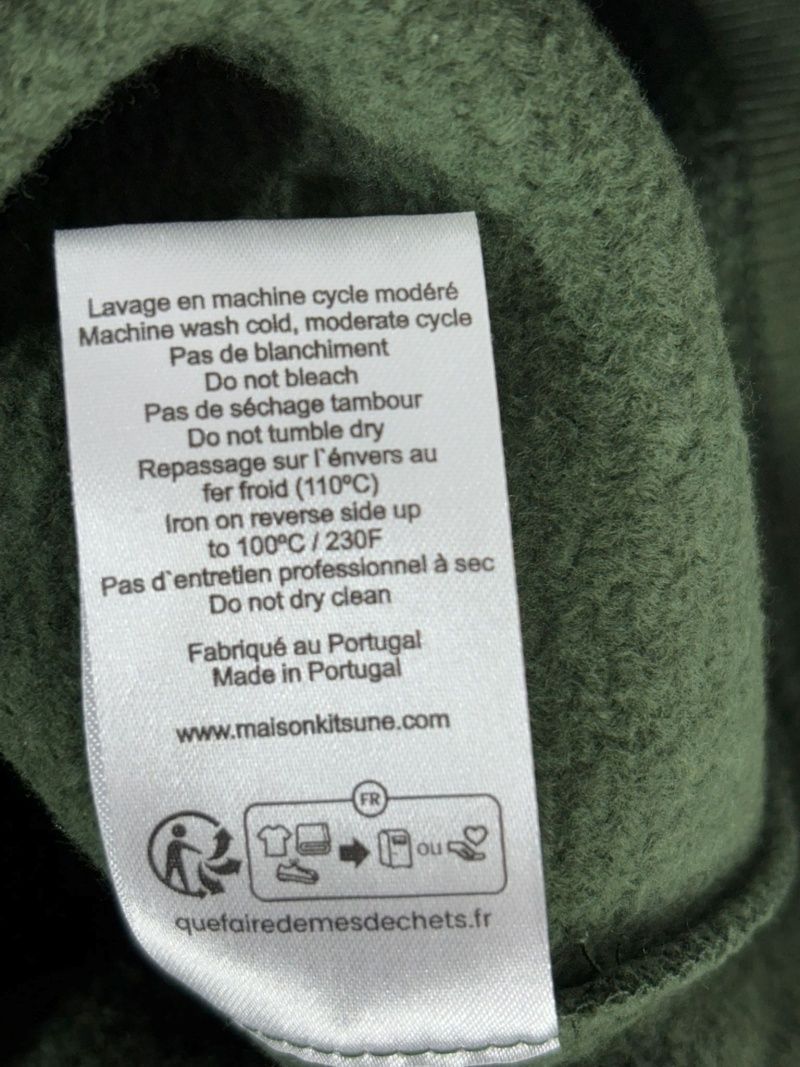 Lavage en machine cycle modéré
Machine wash cold, moderate cycle
Pas de blanchiment
Do not bleach
Pas de séchage tambour
Do not tumble dry
Repassage sur l`énvers au
fer froid (110ºC)
Iron on reverse side up
to 100ºC / 230F
Pas d`entretien professionnel à sec
Do not dry clean
Fabriqué au Portugal
Made in Portugal
www.maisonkitsune.com
FR
ou
quefairedemesdechets.fr